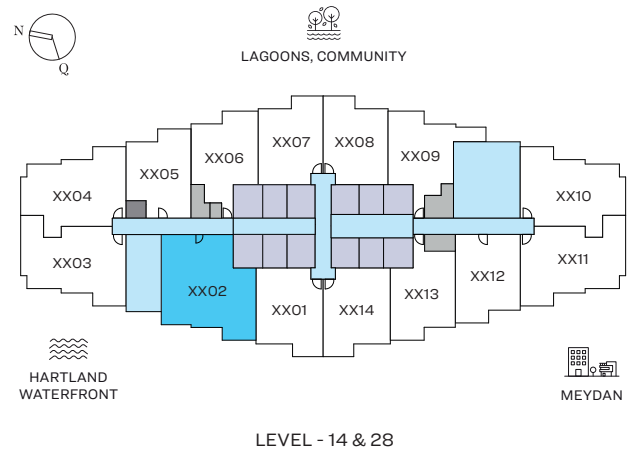 N
Q
LAGOONS, COMMUNITY
XX07
XX08
XX06
XX09
XX05
XX04
XX10
XX03
XX11
XX02
XX12
XX01
XX14
XX13
HARTLAND
WATERFRONT
MEYDAN
LEVEL - 14 & 28